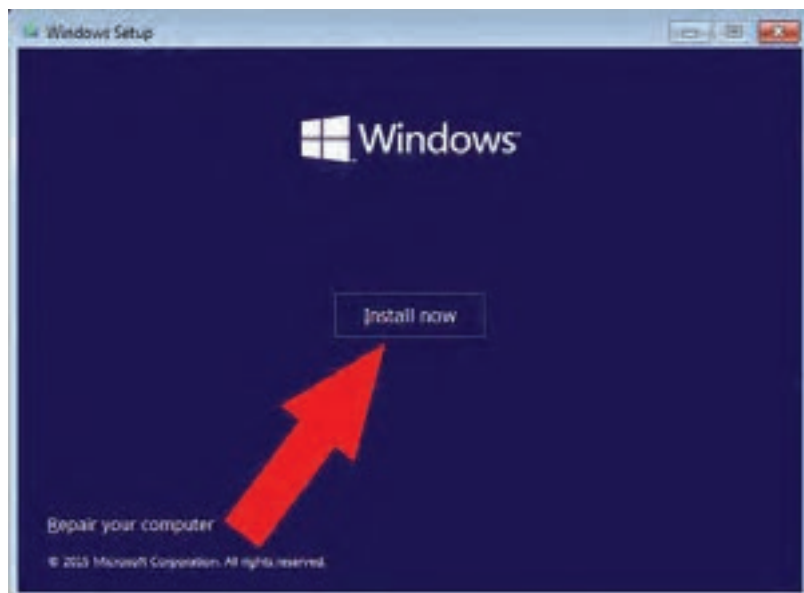 Windows Setup
Windows
Install now
Repair your computer
© 2015 Microsoft Corporation. All rights reserved.